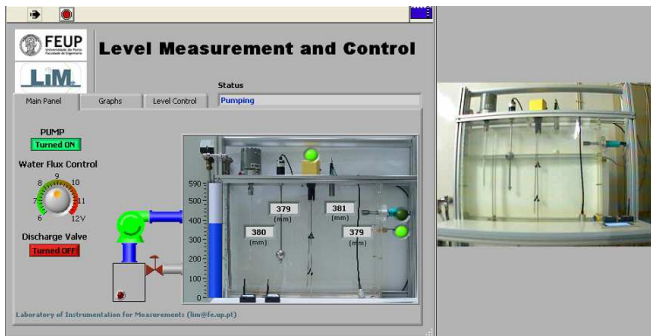 FEUP
Level Measurement and Control
LiM
Status
Main Panel
Graphs
Level Control
Pumping
PUMP
Turned ON
Water Flux Control
9
8
10
7
11
6
12V
Discharge Valve
Turned OFF
590
500
400
300
200
100
0
379
(mm)
381
(mm)
380
(mm)
379
(mm)
Laboratory of Instrumentation for Measurements (lim@fe.up.pt)